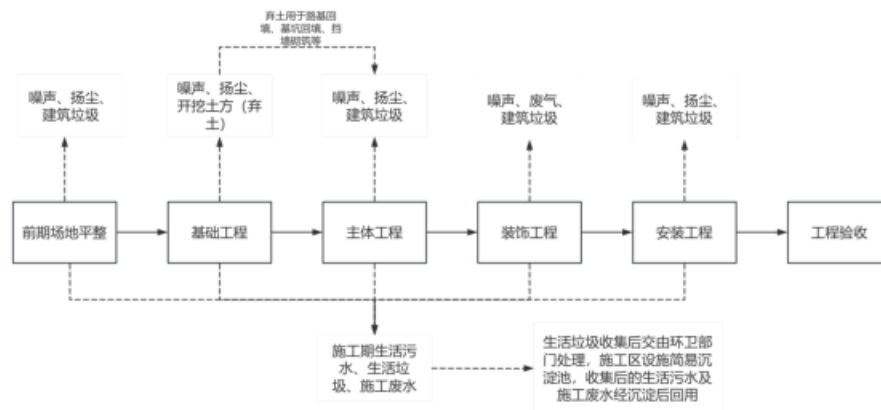 弃土用于路基回
填、基坑回填、挡
墙砌筑等
噪声、扬尘、
建筑垃圾
噪声、扬尘、
开挖土方（弃
土）
噪声、扬尘、
建筑垃圾
噪声、废气、
建筑垃圾
噪声、扬尘、
建筑垃圾
前期场地平整
基础工程
主体工程
装饰工程
安装工程
工程验收
施工期生活污
水、生活垃
圾、施工废水
生活垃圾收集后交由环卫部
门处理，施工区设施简易沉
淀池，收集后的生活污水及
施工废水经沉淀后回用